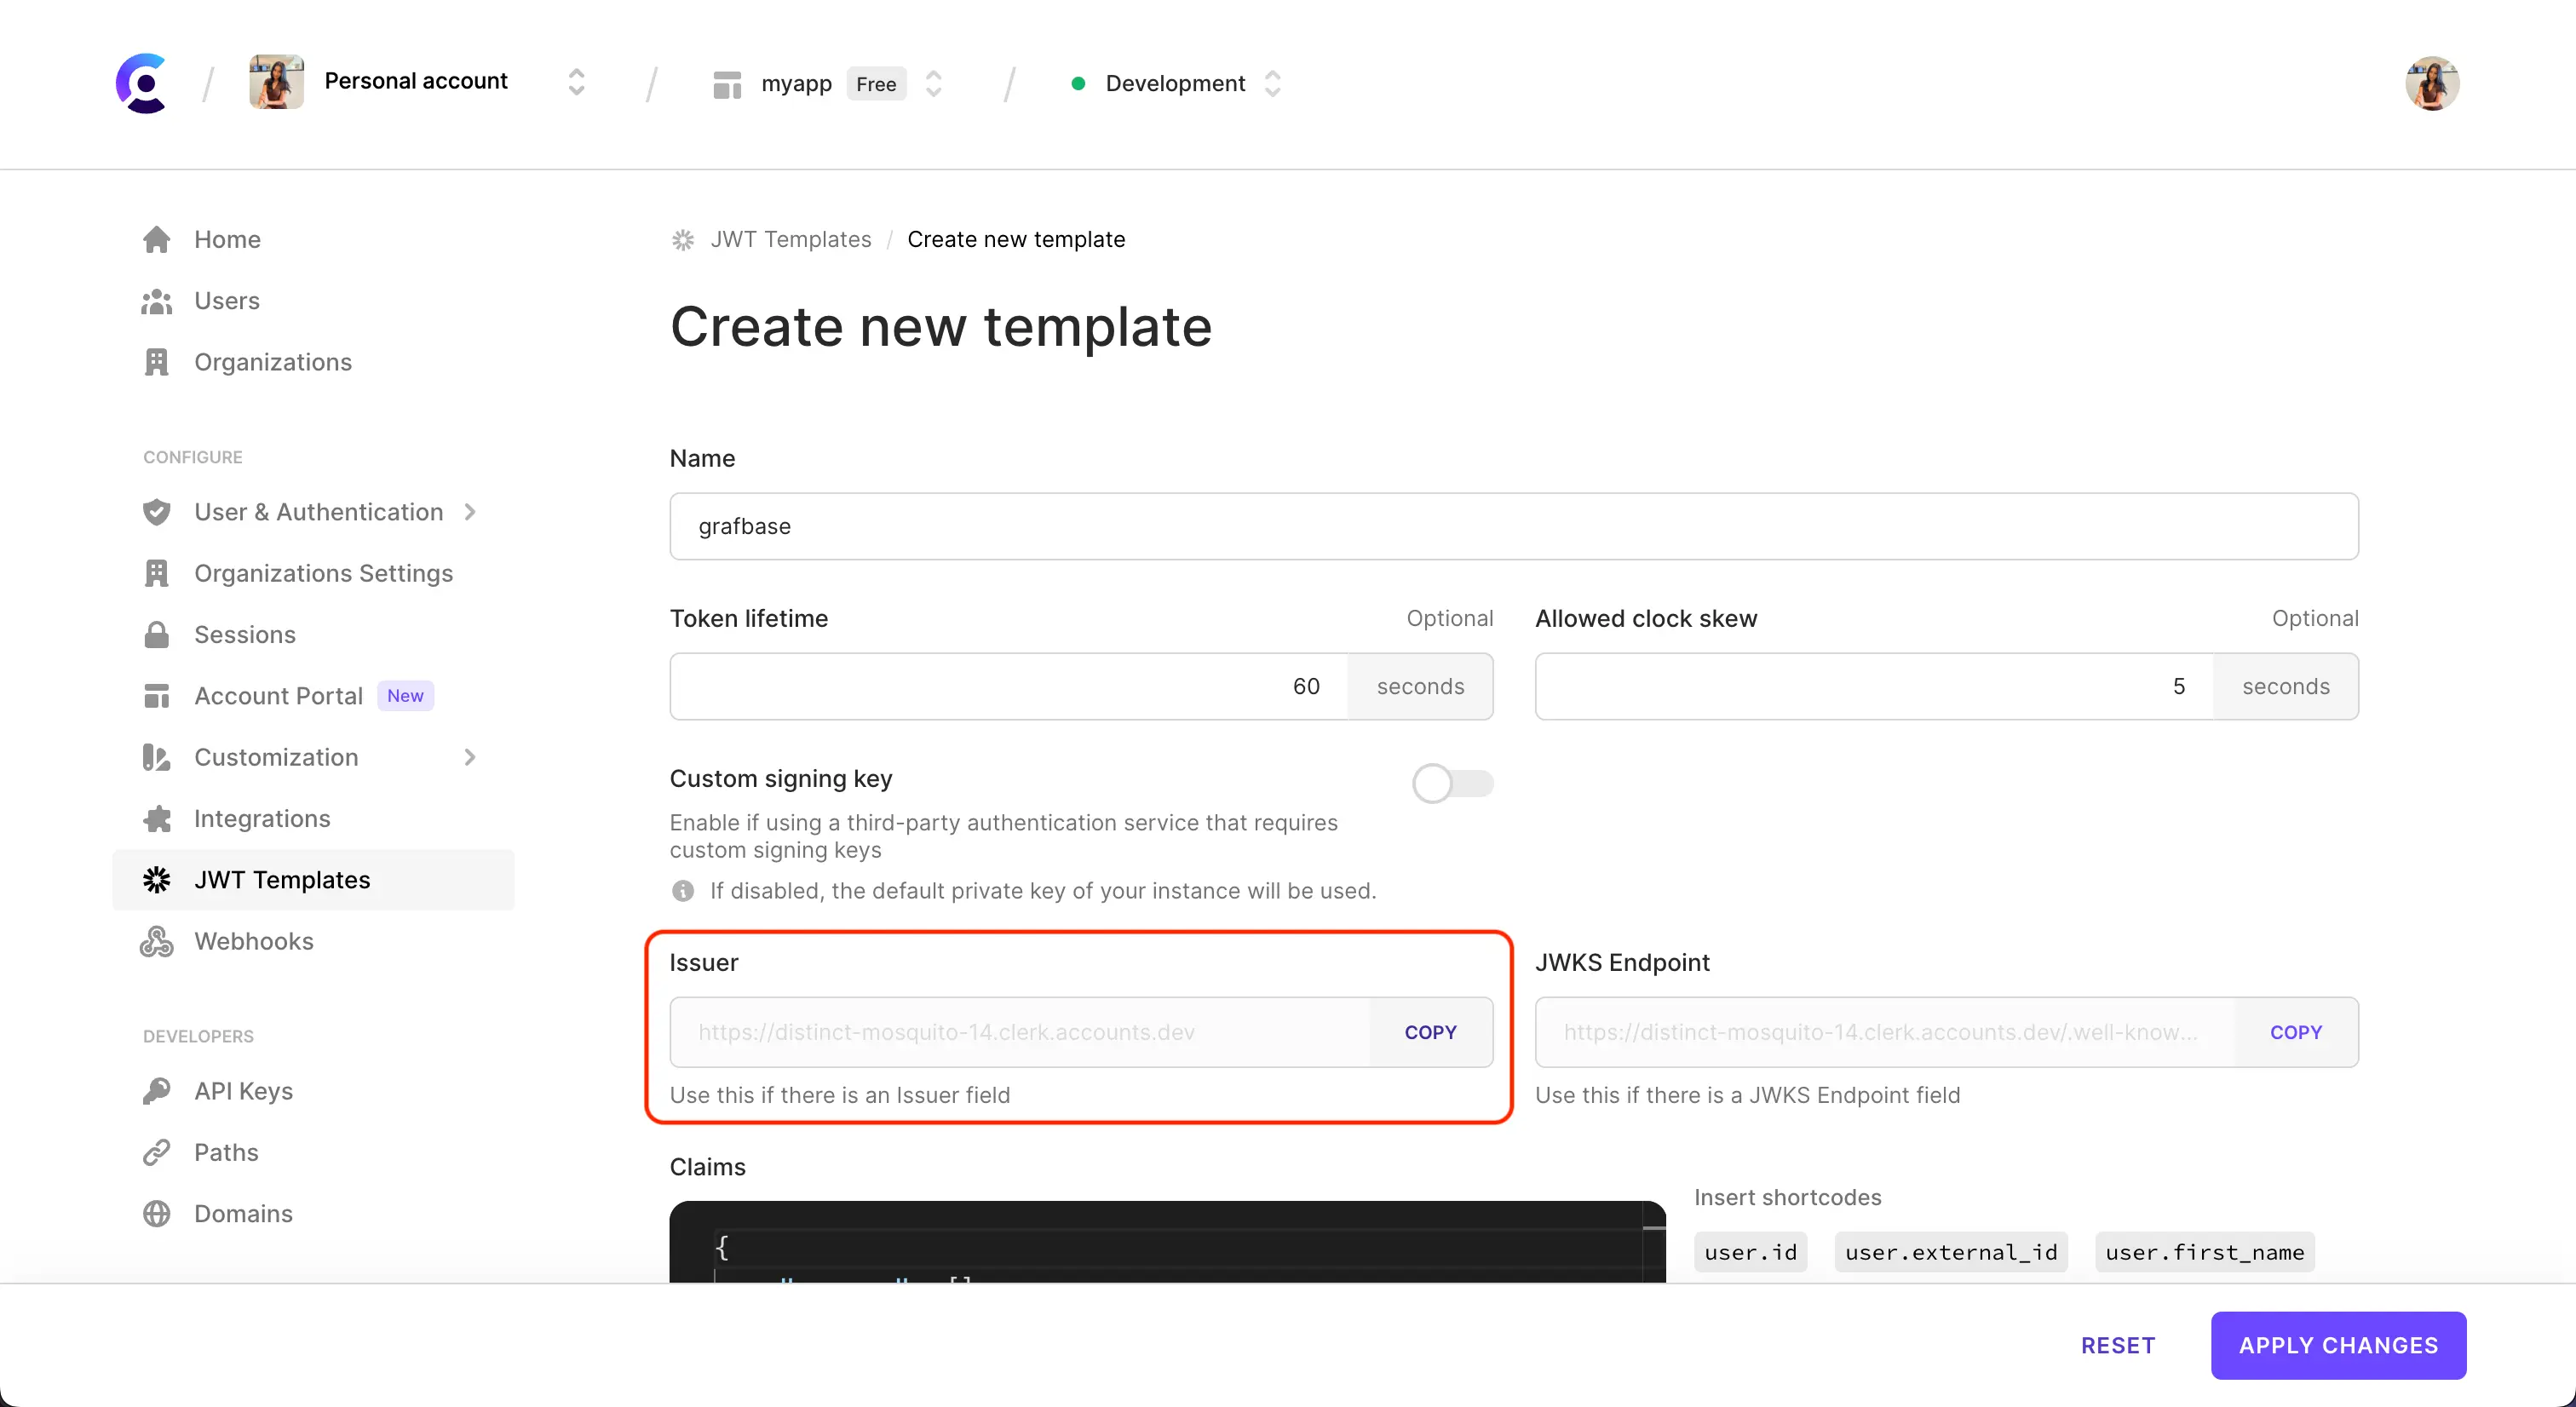 Personal account
myapp Free
Development
Home
Users
Organizations
CONFIGURE
User & Authentication
Organizations Settings
Sessions
Account Portal New
Customization
Integrations
JWT Templates
Webhooks
DEVELOPERS
API Keys
Paths
Domains
JWT Templates / Create new template
Create new template
Name
grafbase
Token lifetime Optional
60 seconds
Allowed clock skew Optional
5 seconds
Custom signing key
Enable if using a third-party authentication service that requires
custom signing keys
If disabled, the default private key of your instance will be used.
Issuer
https://distinct-mosquito-14.clerk.accounts.dev COPY
Use this if there is an Issuer field
JWKS Endpoint
https://distinct-mosquito-14.clerk.accounts.dev/.well-know... COPY
Use this if there is a JWKS Endpoint field
Claims
{
Insert shortcodes
user.id user.external_id user.first_name
RESET APPLY CHANGES